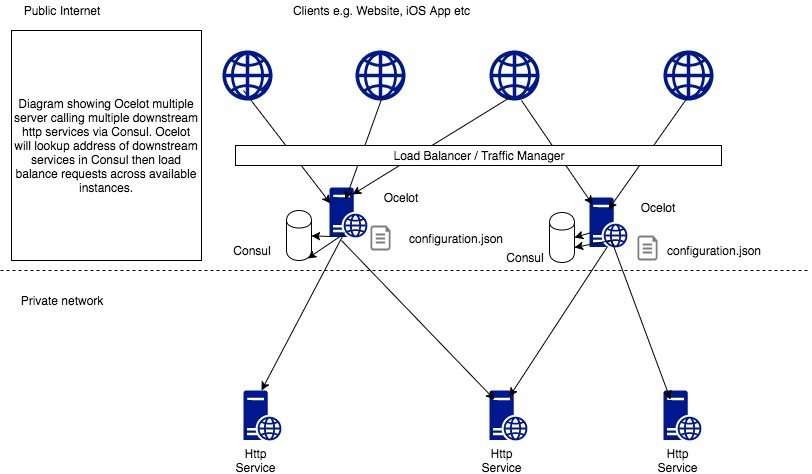 Public Internet
Clients e.g. Website, iOS App etc
Diagram showing Ocelot multiple
server calling multiple downstream
http services via Consul. Ocelot
will lookup address of downstream
services in Consul then load
balance requests across available
instances.
Load Balancer / Traffic Manager
Ocelot
Consul
configuration.json
Ocelot
Consul
configuration.json
Private network
Http
Service
Http
Service
Http
Service